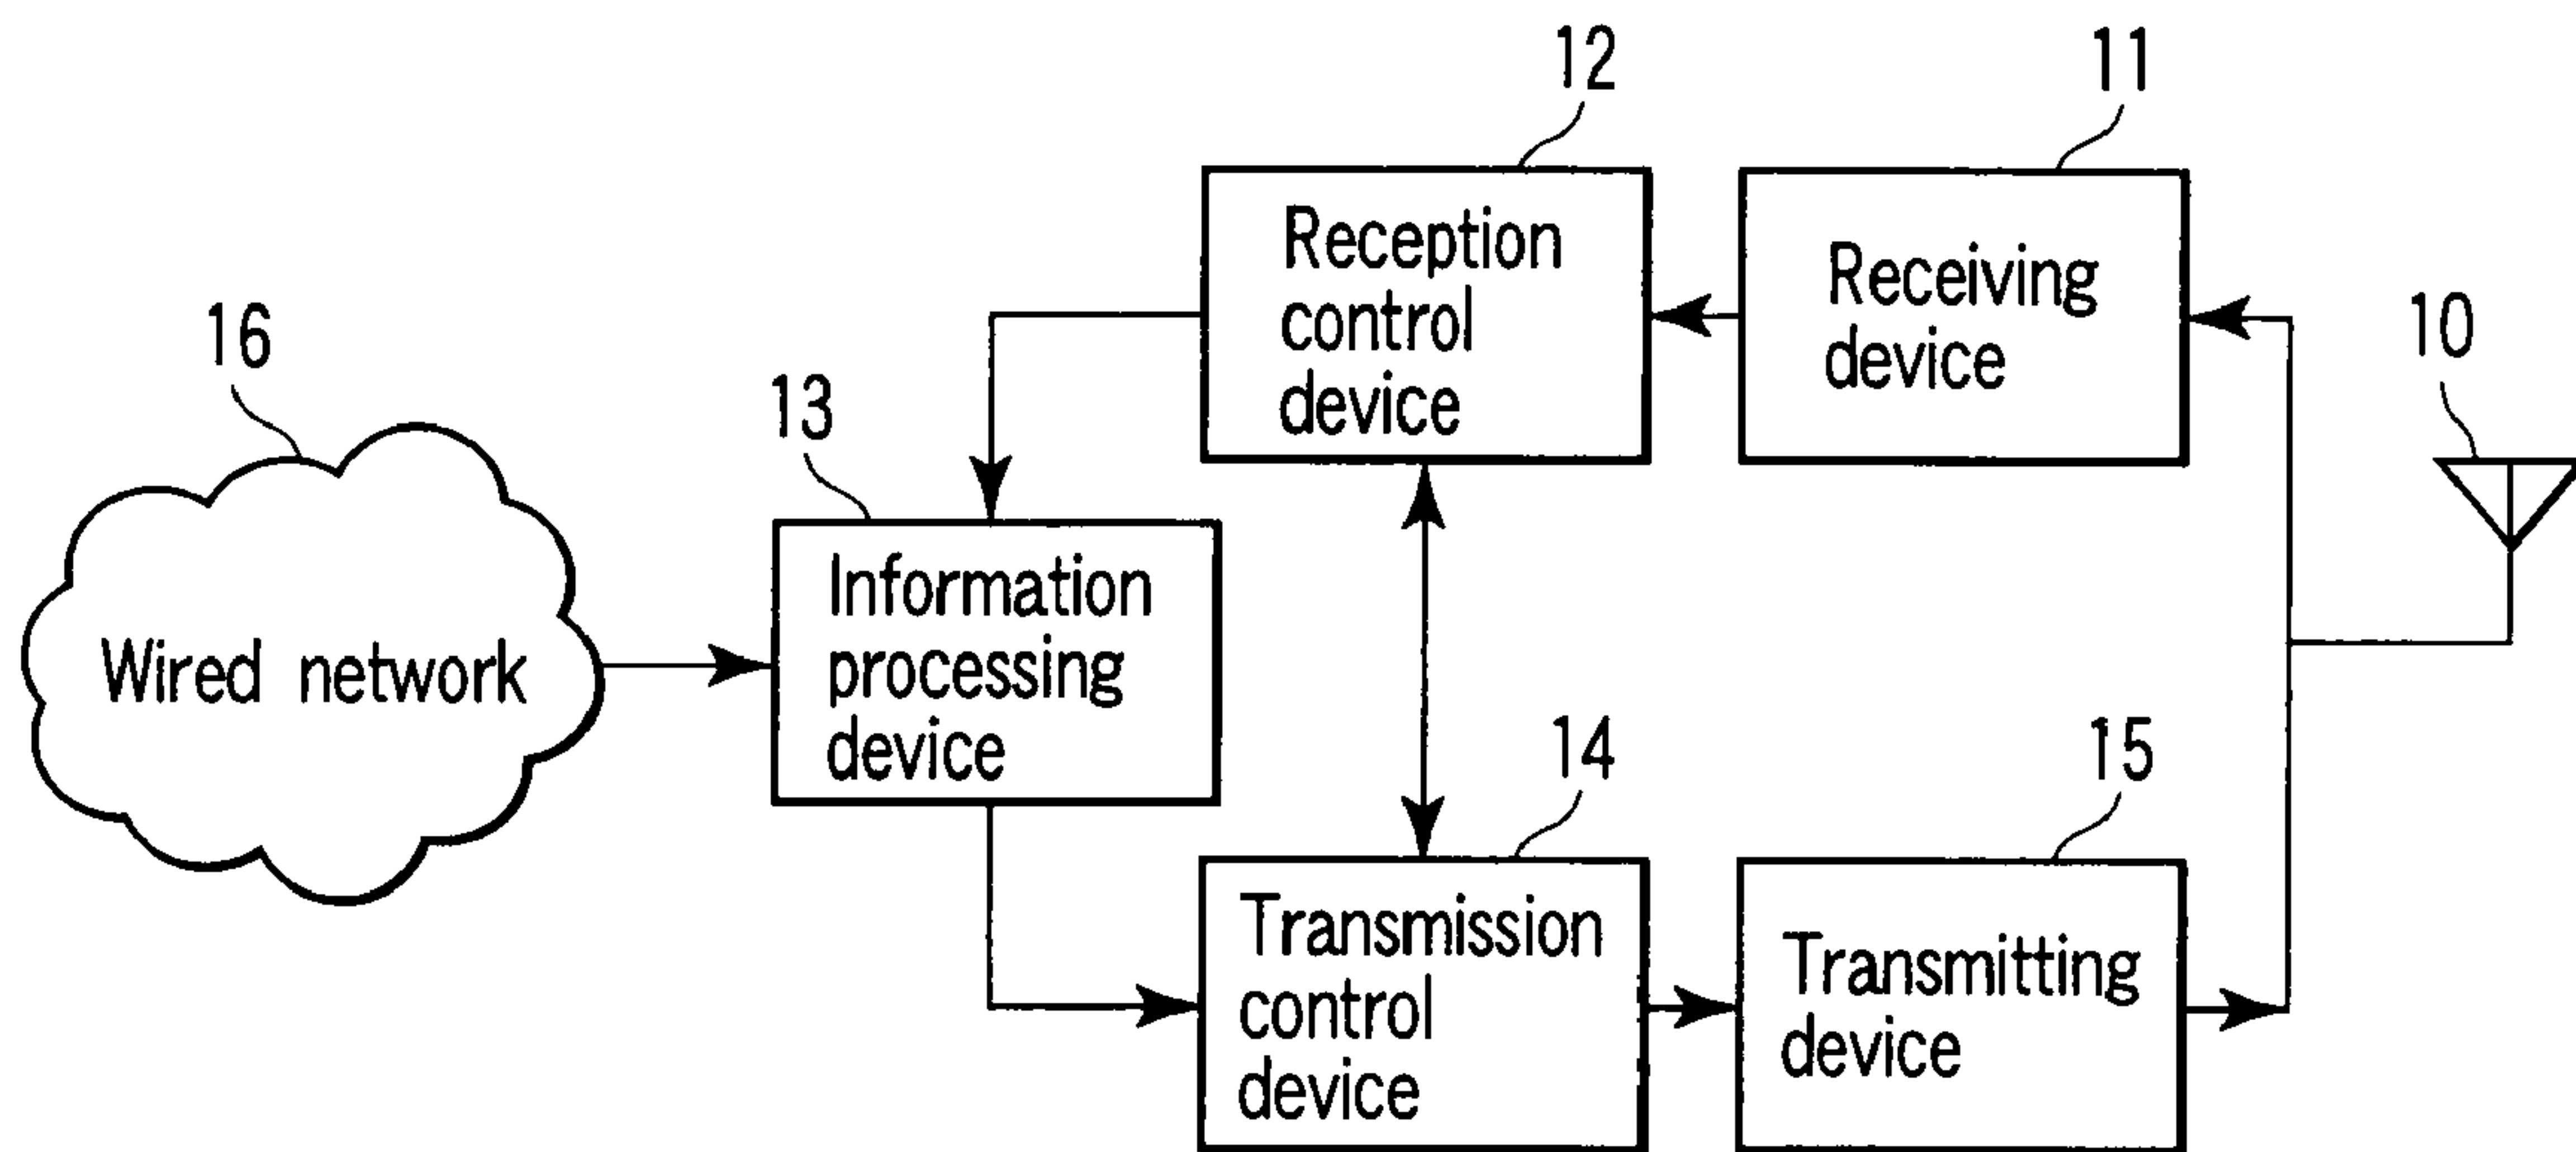 12
11
Reception
control
device
Receiving
device
10
16
13
Wired network
Information
processing
device
14
15
Transmission
control
device
Transmitting
device